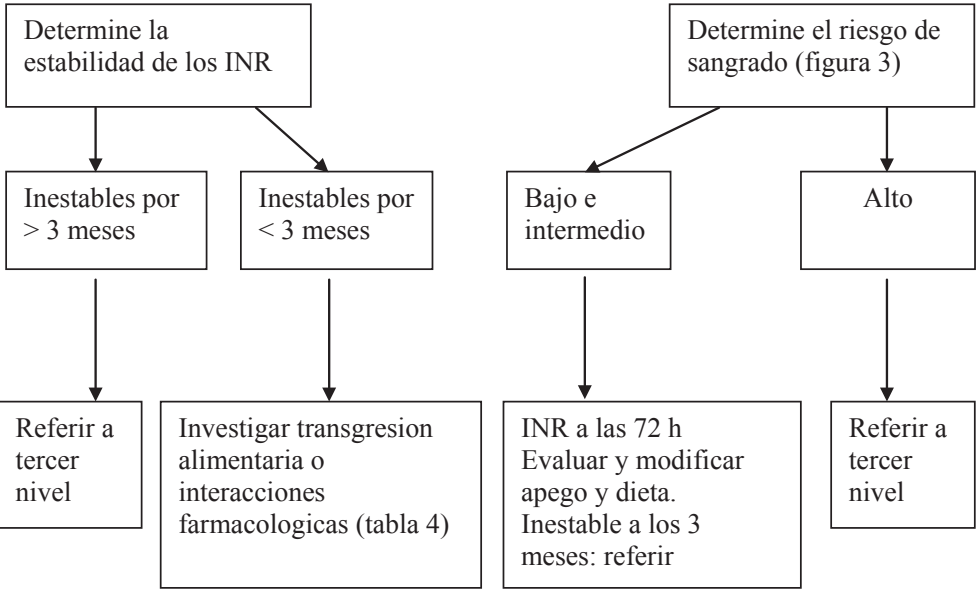 Determine la
estabilidad de los INR
Determine el riesgo de
sangrado (figura 3)
Inestables por
> 3 meses
Inestables por
< 3 meses
Bajo e
intermedio
Alto
Referir a
tercer
nivel
Investigar transgresion
alimentaria o
interacciones
farmacologicas (tabla 4)
INR a las 72 h
Evaluar y modificar
apego y dieta.
Inestable a los 3
meses: referir
Referir a
tercer
nivel